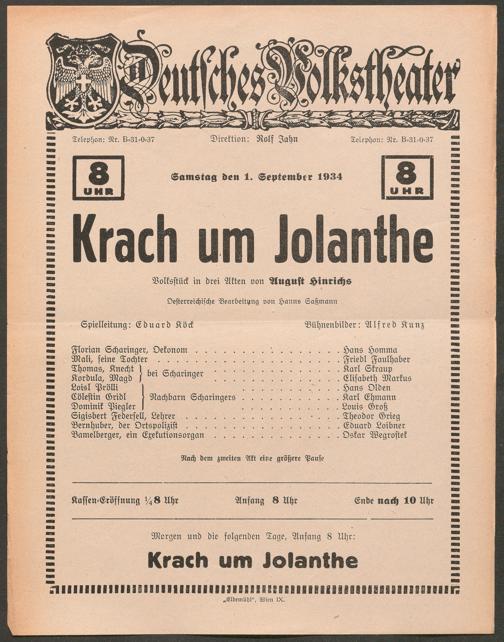 Deutsches Volkstheater
Telephon: Nr. B-31-0-37 Direktion: Rolf Jahn Telephon: Nr. B-31-0-37
8 UHR Samstag den 1. September 1934 8 UHR
Krach um Jolanthe
Volksstück in drei Akten von August Hinrichs
Oesterreichische Bearbeitung von Hanns Saßmann
Spielleitung: Eduard Köck Bühnenbilder: Alfred Kunz
Florian Scharinger, Oekonom . . . . . . . . . . . . . . Hans Homma
Mali, seine Tochter . . . . . . . . . . . . . . Friedl Faulhaber
Thomas, Knecht } bei Scharinger . . . . . . . . . . . . . . Karl Skraup
Kordula, Magd } Elisabeth Markus
Loisl Prölli } Hans Olden
Cölestin Gridl } Nachbarn Scharingers . . . . . . . . . . Karl Ehmann
Dominik Piegler } Louis Groß
Sigisbert Federsell, Lehrer . . . . . . . . . . . . . . Theodor Grieg
Bernhuber, der Ortspolizist . . . . . . . . . . . . . . Eduard Loibner
Bamelberger, ein Exekutionsorgan . . . . . . . . . . . . Oskar Wegrostek
Nach dem zweiten Akt eine größere Pause
Kassen-Eröffnung ¼8 Uhr Anfang 8 Uhr Ende nach 10 Uhr
Morgen und die folgenden Tage, Anfang 8 Uhr:
Krach um Jolanthe
„Elbemühl", Wien IX.